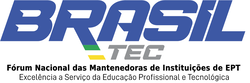 BRASIL
TEC
Fórum Nacional das Mantenedoras de Instituições de EPT
Excelência a Serviço da Educação Profissional e Tecnológica